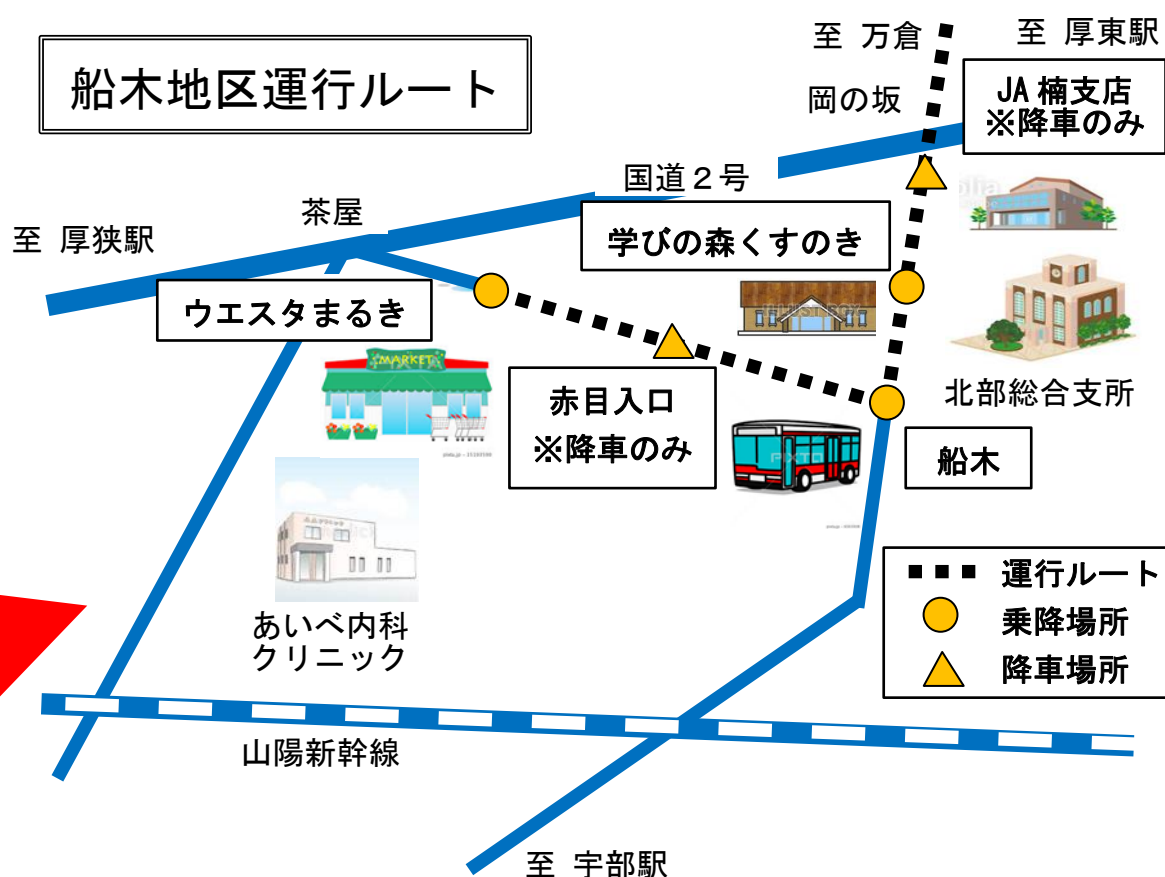 船木地区運行ルート
至 万倉
至 厚東駅
岡の坂
JA 楠支店
※降車のみ
国道２号
茶屋
至 厚狭駅
学びの森くすのき
ウエスタまるき
MARKET
赤目入口
※降車のみ
北部総合支所
船木
PIXTO
あいべ内科
クリニック
■■■ 運行ルート
乗降場所
降車場所
山陽新幹線
至 宇部駅